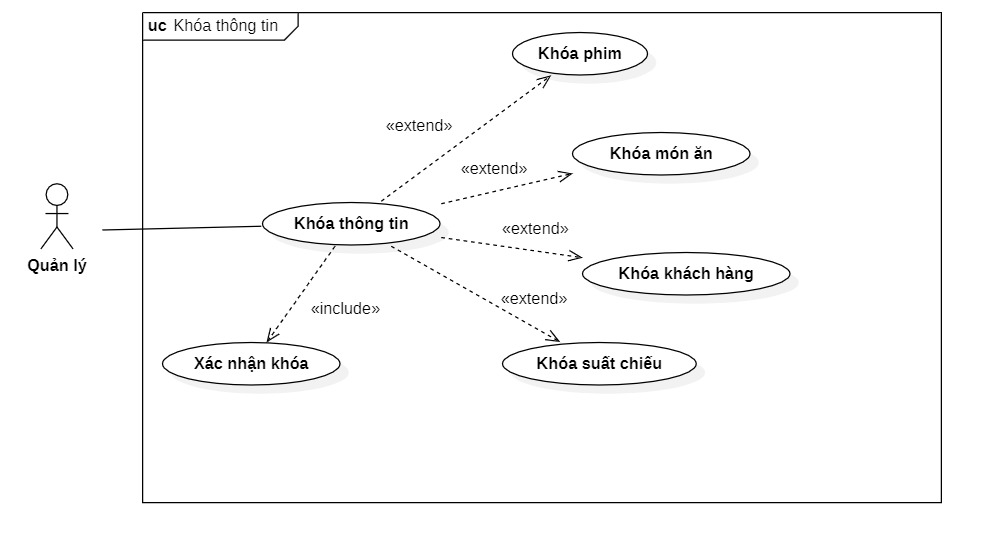 uc Khóa thông tin
Khóa phim
«extend»
Khóa món ăn
«extend»
Khóa thông tin
«extend»
Quản lý
Khóa khách hàng
«extend»
«include»
Xác nhận khóa
Khóa suất chiếu